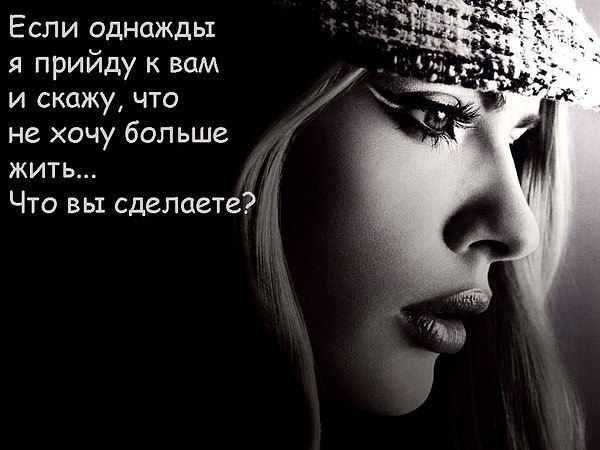 Если однажды
я прийду к вам
и скажу, что
не хочу больше
жить...
Что вы сделаете?